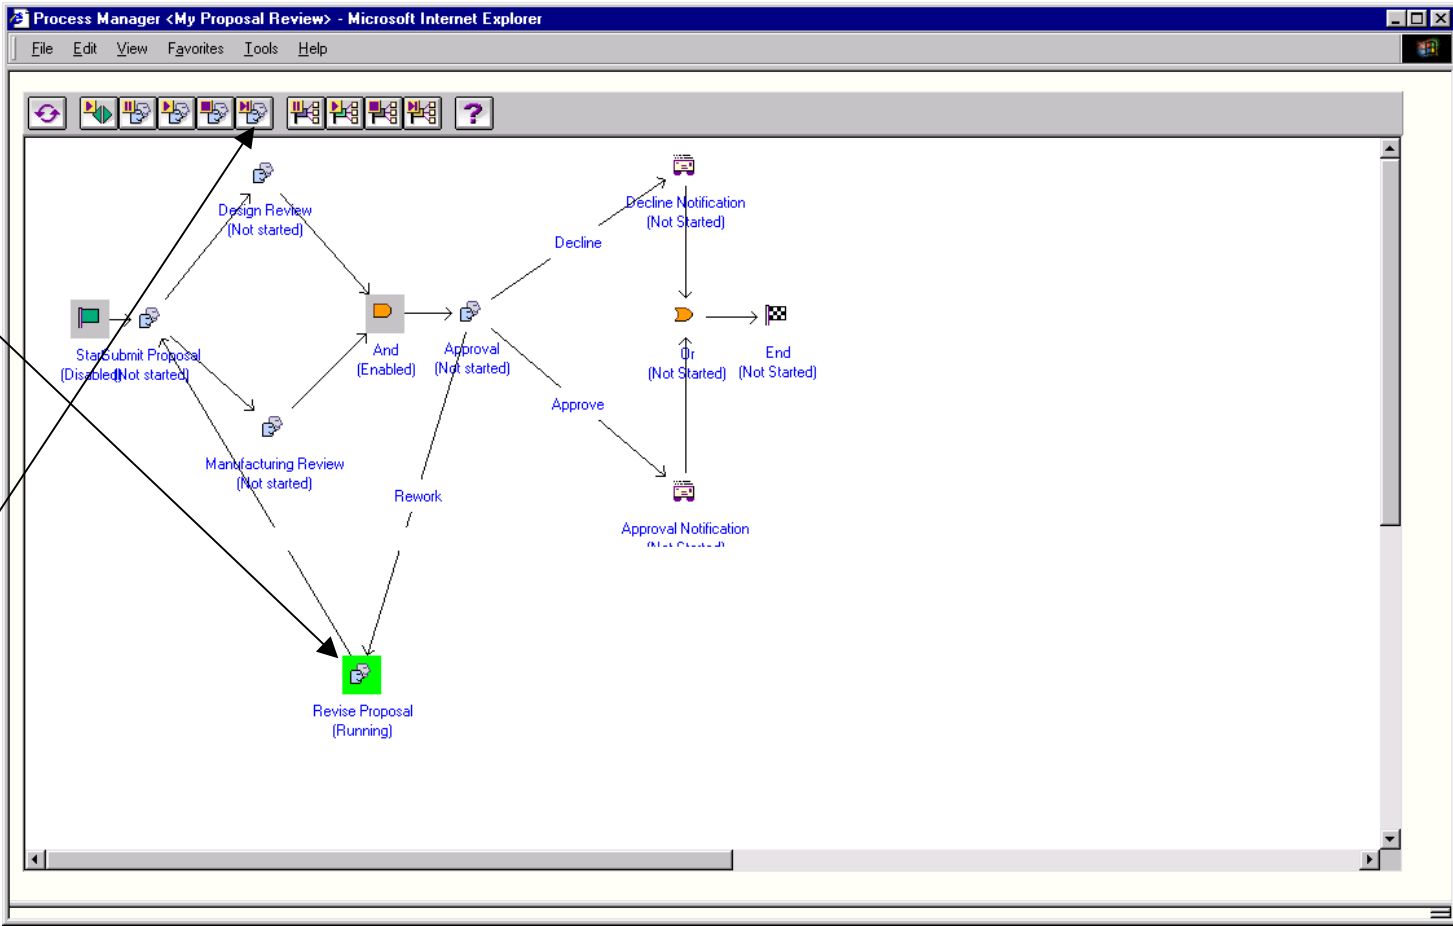 Process Manager <My Proposal Review> - Microsoft Internet Explorer
File Edit View Favorites Tools Help
Design Review
(Not started)
Decline Notification
(Not Started)
Decline
Start
(Disabled)
Submit Proposal
(Not started)
And
(Enabled)
Approval
(Not started)
Or
(Not Started)
End
(Not Started)
Approve
Manufacturing Review
(Not started)
Rework
Approval Notification
(Not Started)
Revise Proposal
(Running)